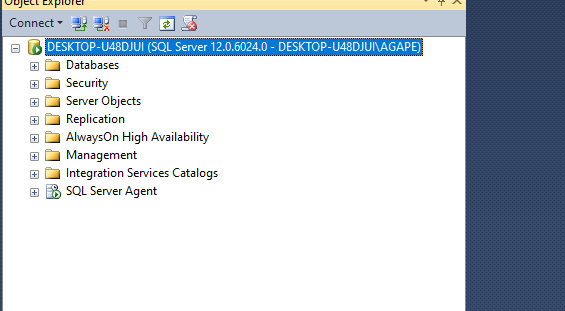 Object Explorer
Connect
DESKTOP-U48DJUI (SQL Server 12.0.6024.0 - DESKTOP-U48DJUI\AGAPE)
Databases
Security
Server Objects
Replication
AlwaysOn High Availability
Management
Integration Services Catalogs
SQL Server Agent